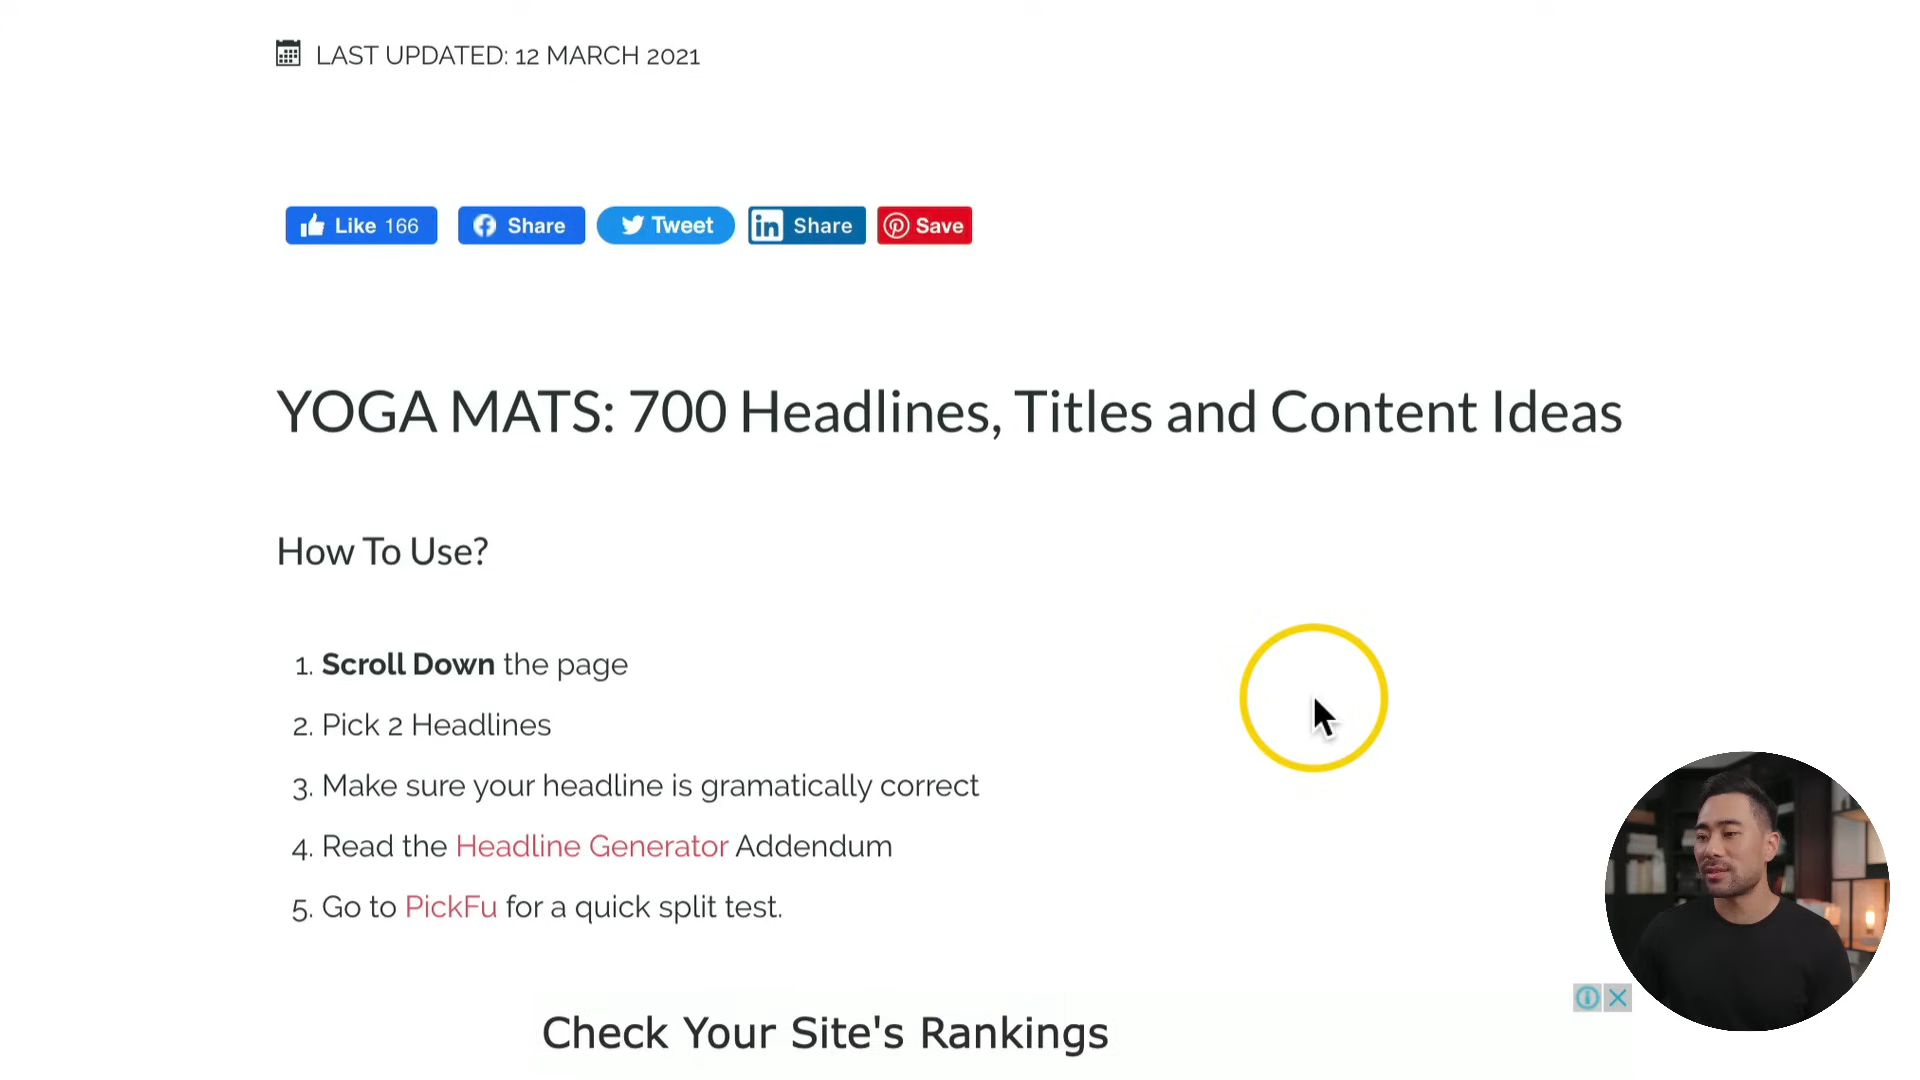 LAST UPDATED: 12 MARCH 2021
Like 166 Share Tweet in Share Save
YOGA MATS: 700 Headlines, Titles and Content Ideas
How To Use?
1. Scroll Down the page
2. Pick 2 Headlines
3. Make sure your headline is gramatically correct
4. Read the Headline Generator Addendum
5. Go to PickFu for a quick split test.
Check Your Site's Rankings